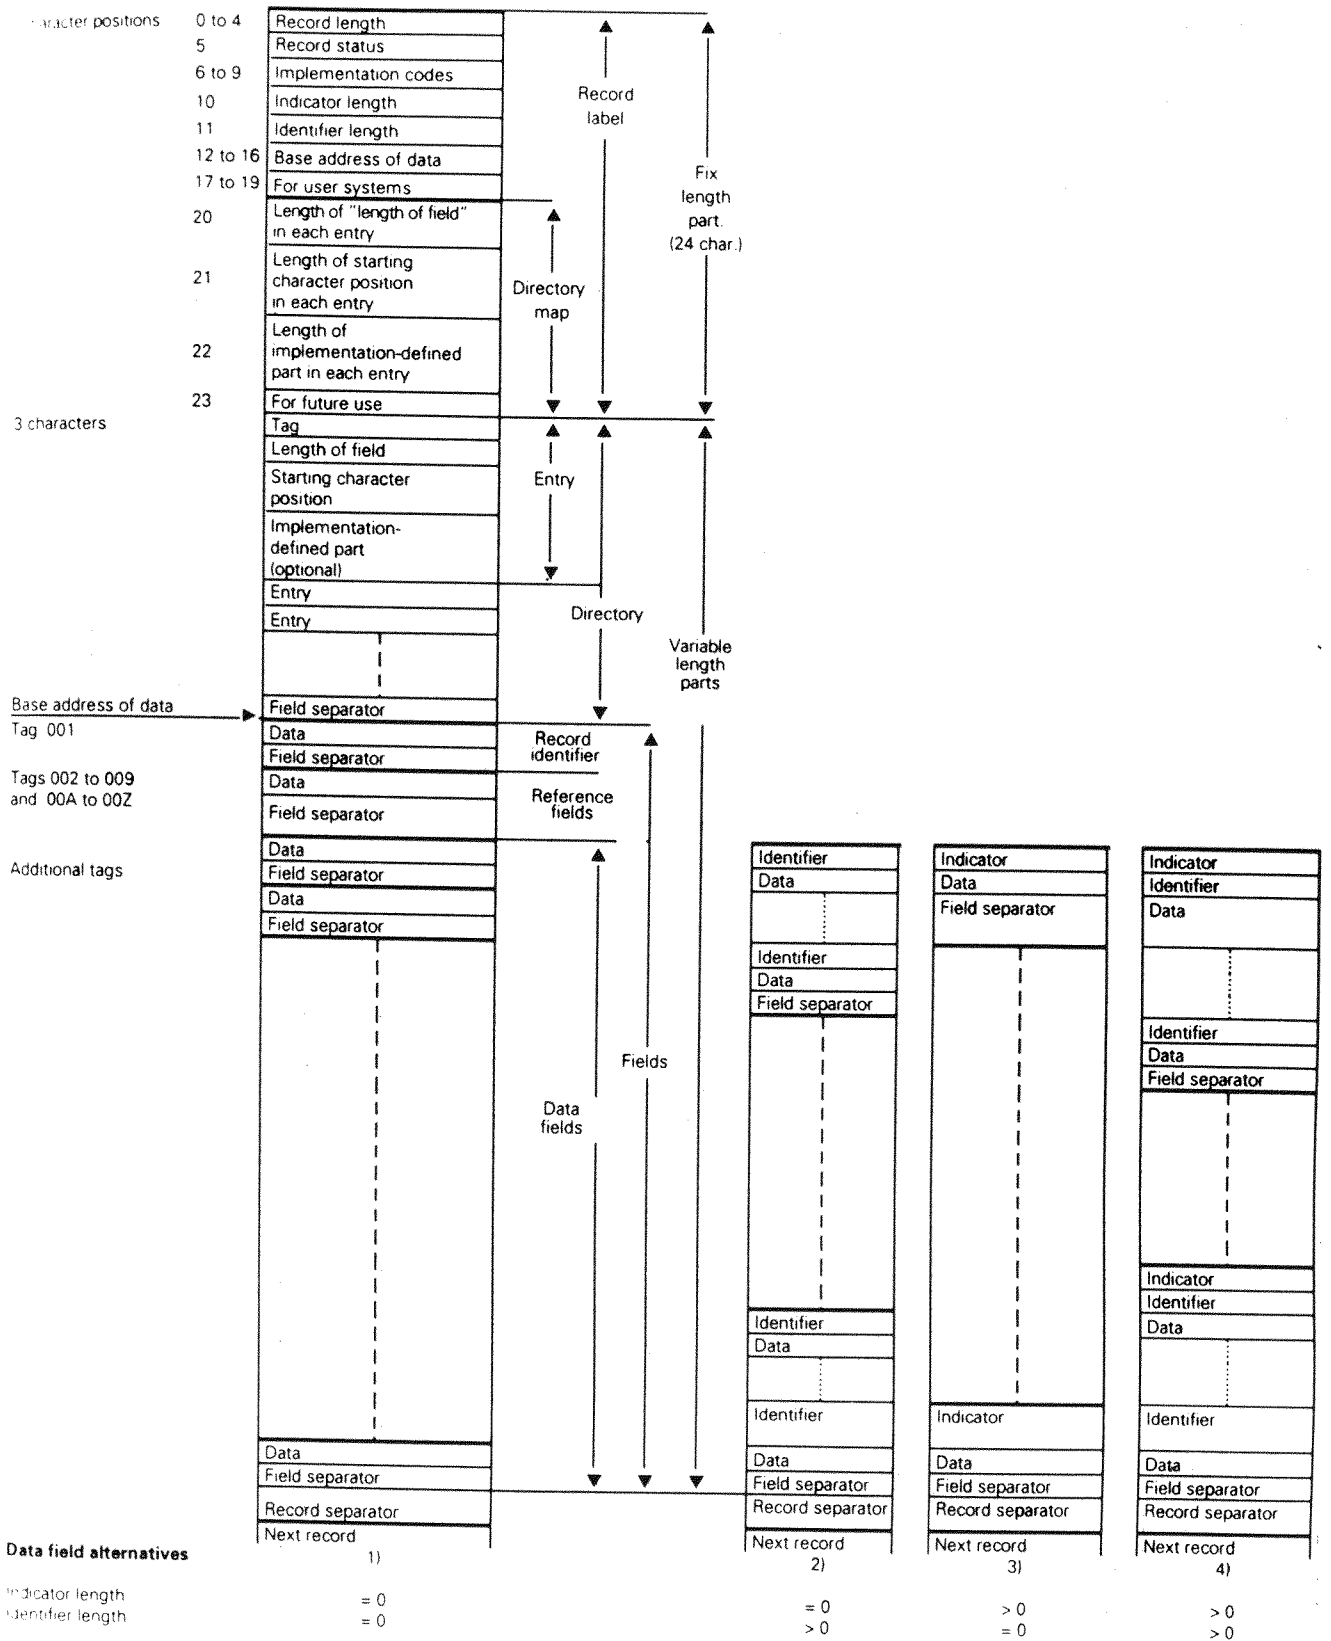 aracter positions
0 to 4
Record length
5
Record status
6 to 9
Implementation codes
10
Indicator length
11
Identifier length
12 to 16
Base address of data
17 to 19
For user systems
20
Length of "length of field"
in each entry
21
Length of starting
character position
in each entry
22
Length of
implementation-defined
part in each entry
23
For future use
Record
label
Fix
length
part.
(24 char.)
Directory
map
3 characters
Tag
Length of field
Starting character
position
Implementation-
defined part
(optional)
Entry
Entry
Entry
Directory
Variable
length
parts
Base address of data
Field separator
Tag 001
Data
Field separator
Record
identifier
Tags 002 to 009
and 00A to 00Z
Data
Field separator
Reference
fields
Additional tags
Data
Field separator
Data
Field separator
Data
fields
Fields
Data
Field separator
Record separator
Next record
1)
Identifier
Data
Identifier
Data
Field separator
Identifier
Data
Identifier
Data
Field separator
Record separator
Next record
2)
Indicator
Data
Field separator
Indicator
Data
Field separator
Record separator
Next record
3)
Indicator
Identifier
Data
Identifier
Data
Field separator
Indicator
Identifier
Data
Identifier
Data
Field separator
Record separator
Next record
4)
Data field alternatives
Indicator length
= 0
= 0
> 0
> 0
Identifier length
= 0
> 0
= 0
> 0